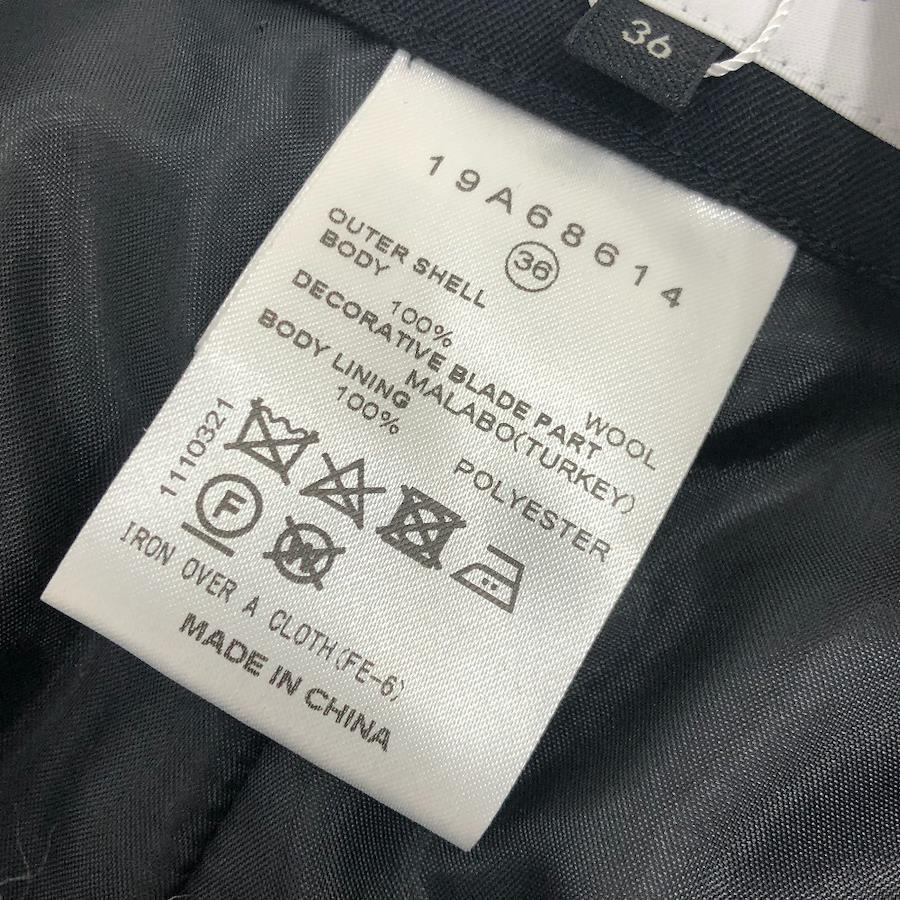 36
19A68614
36
OUTER SHELL
BODY
100% WOOL
DECORATIVE BLADE PART
MALABO(TURKEY)
BODY LINING
100% POLYESTER
1110321
F
W
IRON OVER A CLOTH(FE-6)
MADE IN CHINA